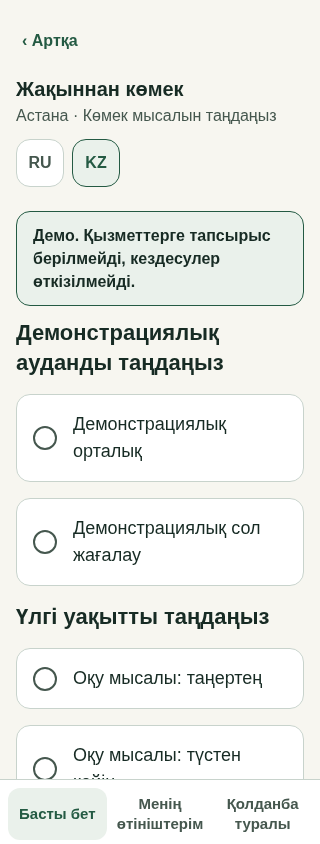 ‹ Артқа
Жақыннан көмек
Астана · Көмек мысалын таңдаңыз
RU
KZ
Демо. Қызметтерге тапсырыс
берілмейді, кездесулер
өткізілмейді.
Демонстрациялық
ауданды таңдаңыз
Демонстрациялық
орталық
Демонстрациялық сол
жағалау
Үлгі уақытты таңдаңыз
Оқу мысалы: таңертең
Оқу мысалы: түстен
Басты бет
Менің
өтініштерім
Қолданба
туралы